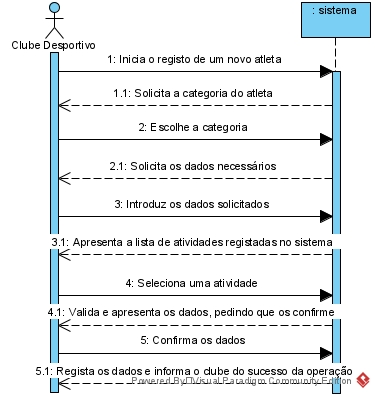 : sistema
Clube Desportivo
1: Inicia o registo de um novo atleta
1.1: Solicita a categoria do atleta
2: Escolhe a categoria
2.1: Solicita os dados necessários
3: Introduz os dados solicitados
3.1: Apresenta a lista de atividades registadas no sistema
4: Seleciona uma atividade
4.1: Valida e apresenta os dados, pedindo que os confirme
5: Confirma os dados
5.1: Regista os dados e informa o clube do sucesso da operação
Powered By Visual Paradigm Community Edition